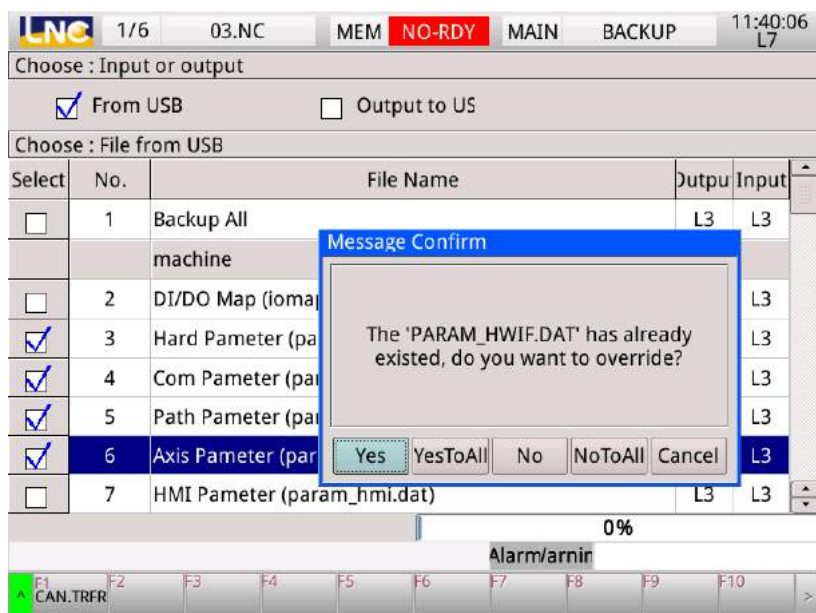 LNC 1/6 03.NC MEM NO-RDY MAIN BACKUP 11:40:06
L7
Choose : Input or output
From USB Output to US
Choose : File from USB
Select No. File Name Outpu Input
1 Backup All L3 L3
machine
2 DI/DO Map (iomap L3
3 Hard Pameter (pa L3
4 Com Pameter (par L3
5 Path Pameter (par L3
6 Axis Pameter (par L3
7 HMI Pameter (param_hmi.dat) L3 L3
Message Confirm
The 'PARAM_HWIF.DAT' has already
existed, do you want to override?
Yes YesToAll No NoToAll Cancel
0%
Alarm/arnin
F1 F2 F3 F4 F5 F6 F7 F8 F9 F10
^ CAN.TRFR >